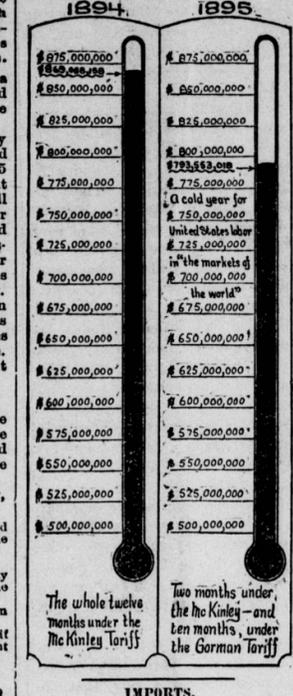 1894.
$875,000,000
$850,000,000
$825,000,000
$800,000,000
$775,000,000
$750,000,000
$725,000,000
$700,000,000
$675,000,000
$650,000,000
$625,000,000
$600,000,000
$575,000,000
$550,000,000
$525,000,000
$500,000,000
The whole twelve
months under the
McKinley Tariff
1895.
$875,000,000
$850,000,000
$825,000,000
$800,000,000
$793,553,018
$775,000,000
A cold year for
$750,000,000
United States labor
$725,000,000
in "the markets of
$700,000,000
the world"
$675,000,000
$650,000,000
$625,000,000
$600,000,000
$575,000,000
$550,000,000
$525,000,000
$500,000,000
Two months under,
the McKinley—and
ten months, under
the Gorman Tariff
IMPORTS.